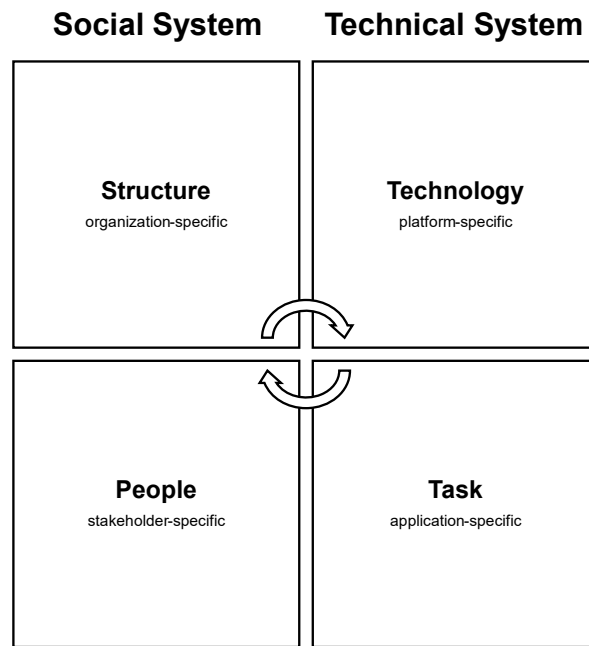 Social System
Technical System
Structure
organization-specific
Technology
platform-specific
People
stakeholder-specific
Task
application-specific